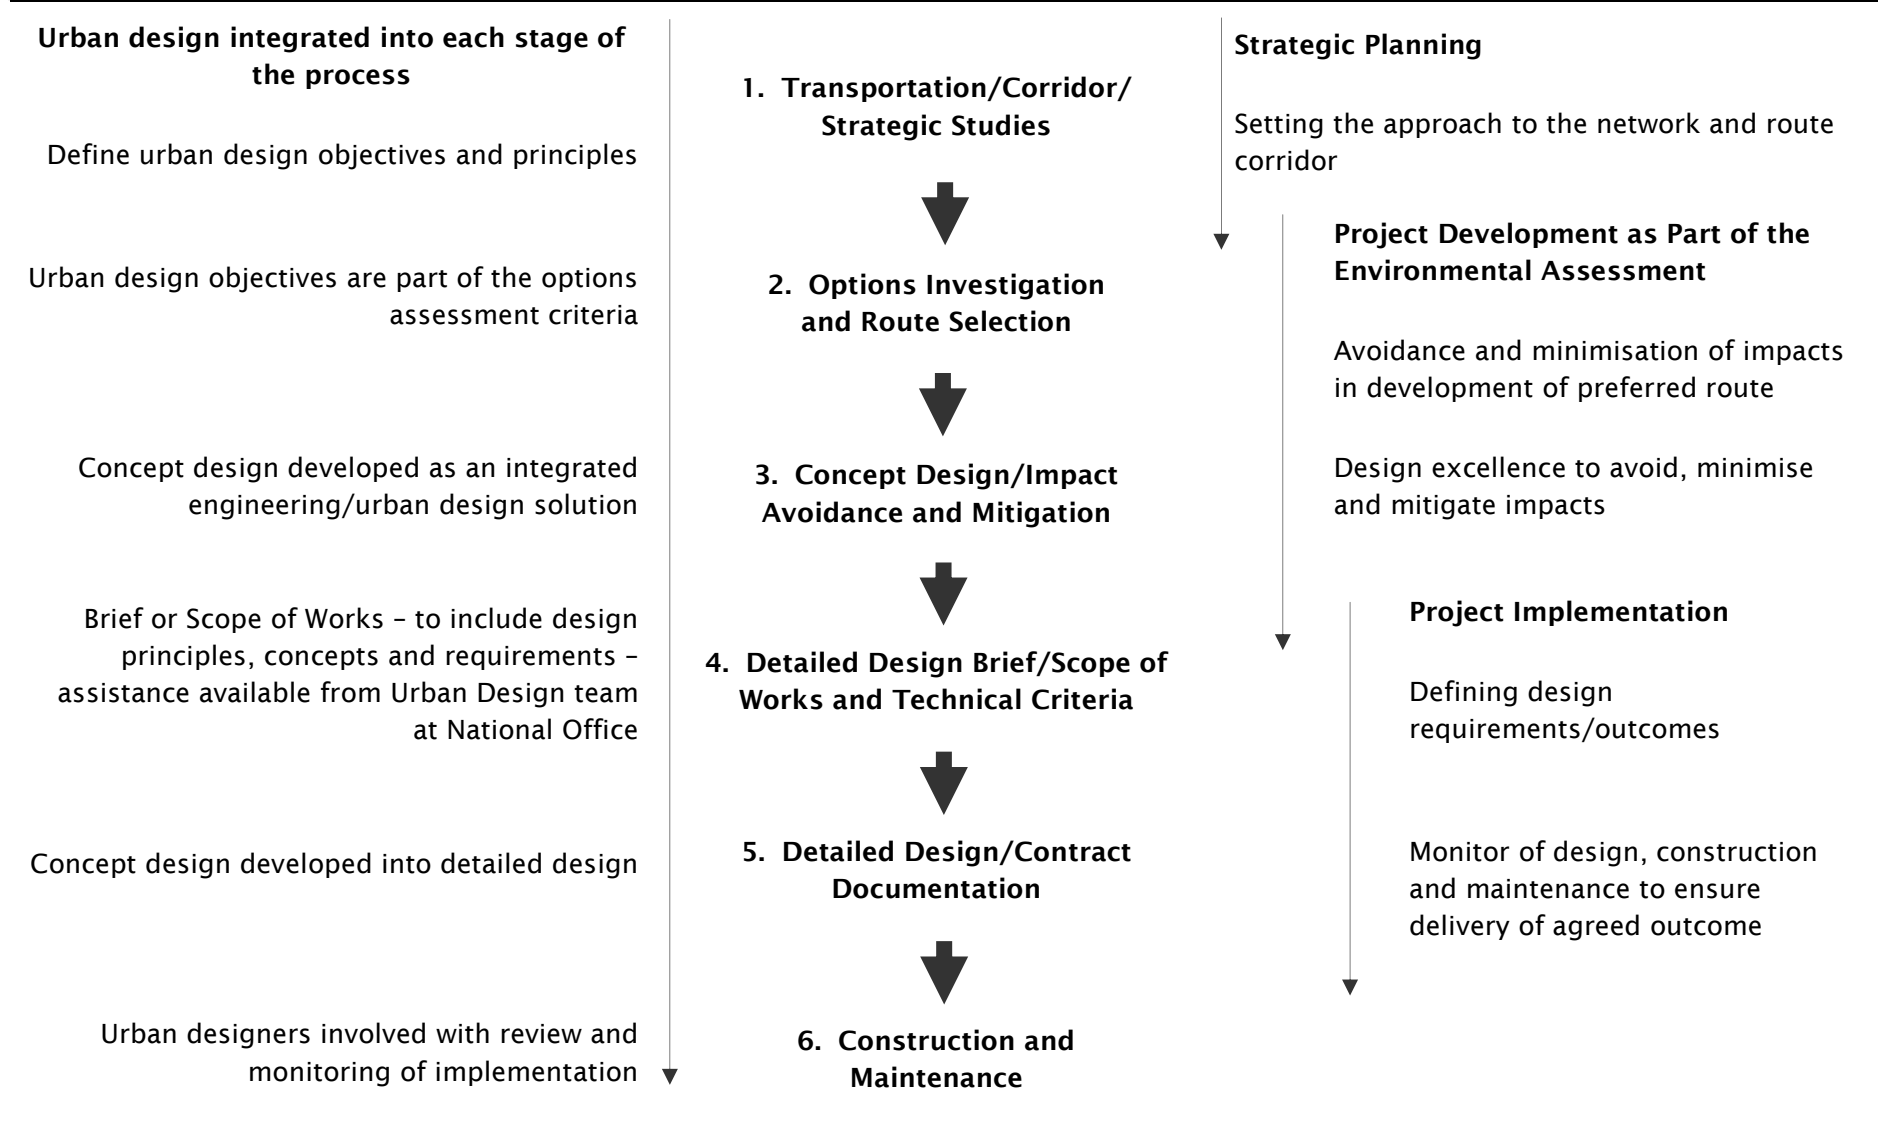 Urban design integrated into each stage of
the process
Define urban design objectives and principles
Urban design objectives are part of the options
assessment criteria
Concept design developed as an integrated
engineering/urban design solution
Brief or Scope of Works – to include design
principles, concepts and requirements –
assistance available from Urban Design team
at National Office
Concept design developed into detailed design
Urban designers involved with review and
monitoring of implementation
1. Transportation/Corridor/
Strategic Studies
2. Options Investigation
and Route Selection
3. Concept Design/Impact
Avoidance and Mitigation
4. Detailed Design Brief/Scope of
Works and Technical Criteria
5. Detailed Design/Contract
Documentation
6. Construction and
Maintenance
Strategic Planning
Setting the approach to the network and route
corridor
Project Development as Part of the
Environmental Assessment
Avoidance and minimisation of impacts
in development of preferred route
Design excellence to avoid, minimise
and mitigate impacts
Project Implementation
Defining design
requirements/outcomes
Monitor of design, construction
and maintenance to ensure
delivery of agreed outcome